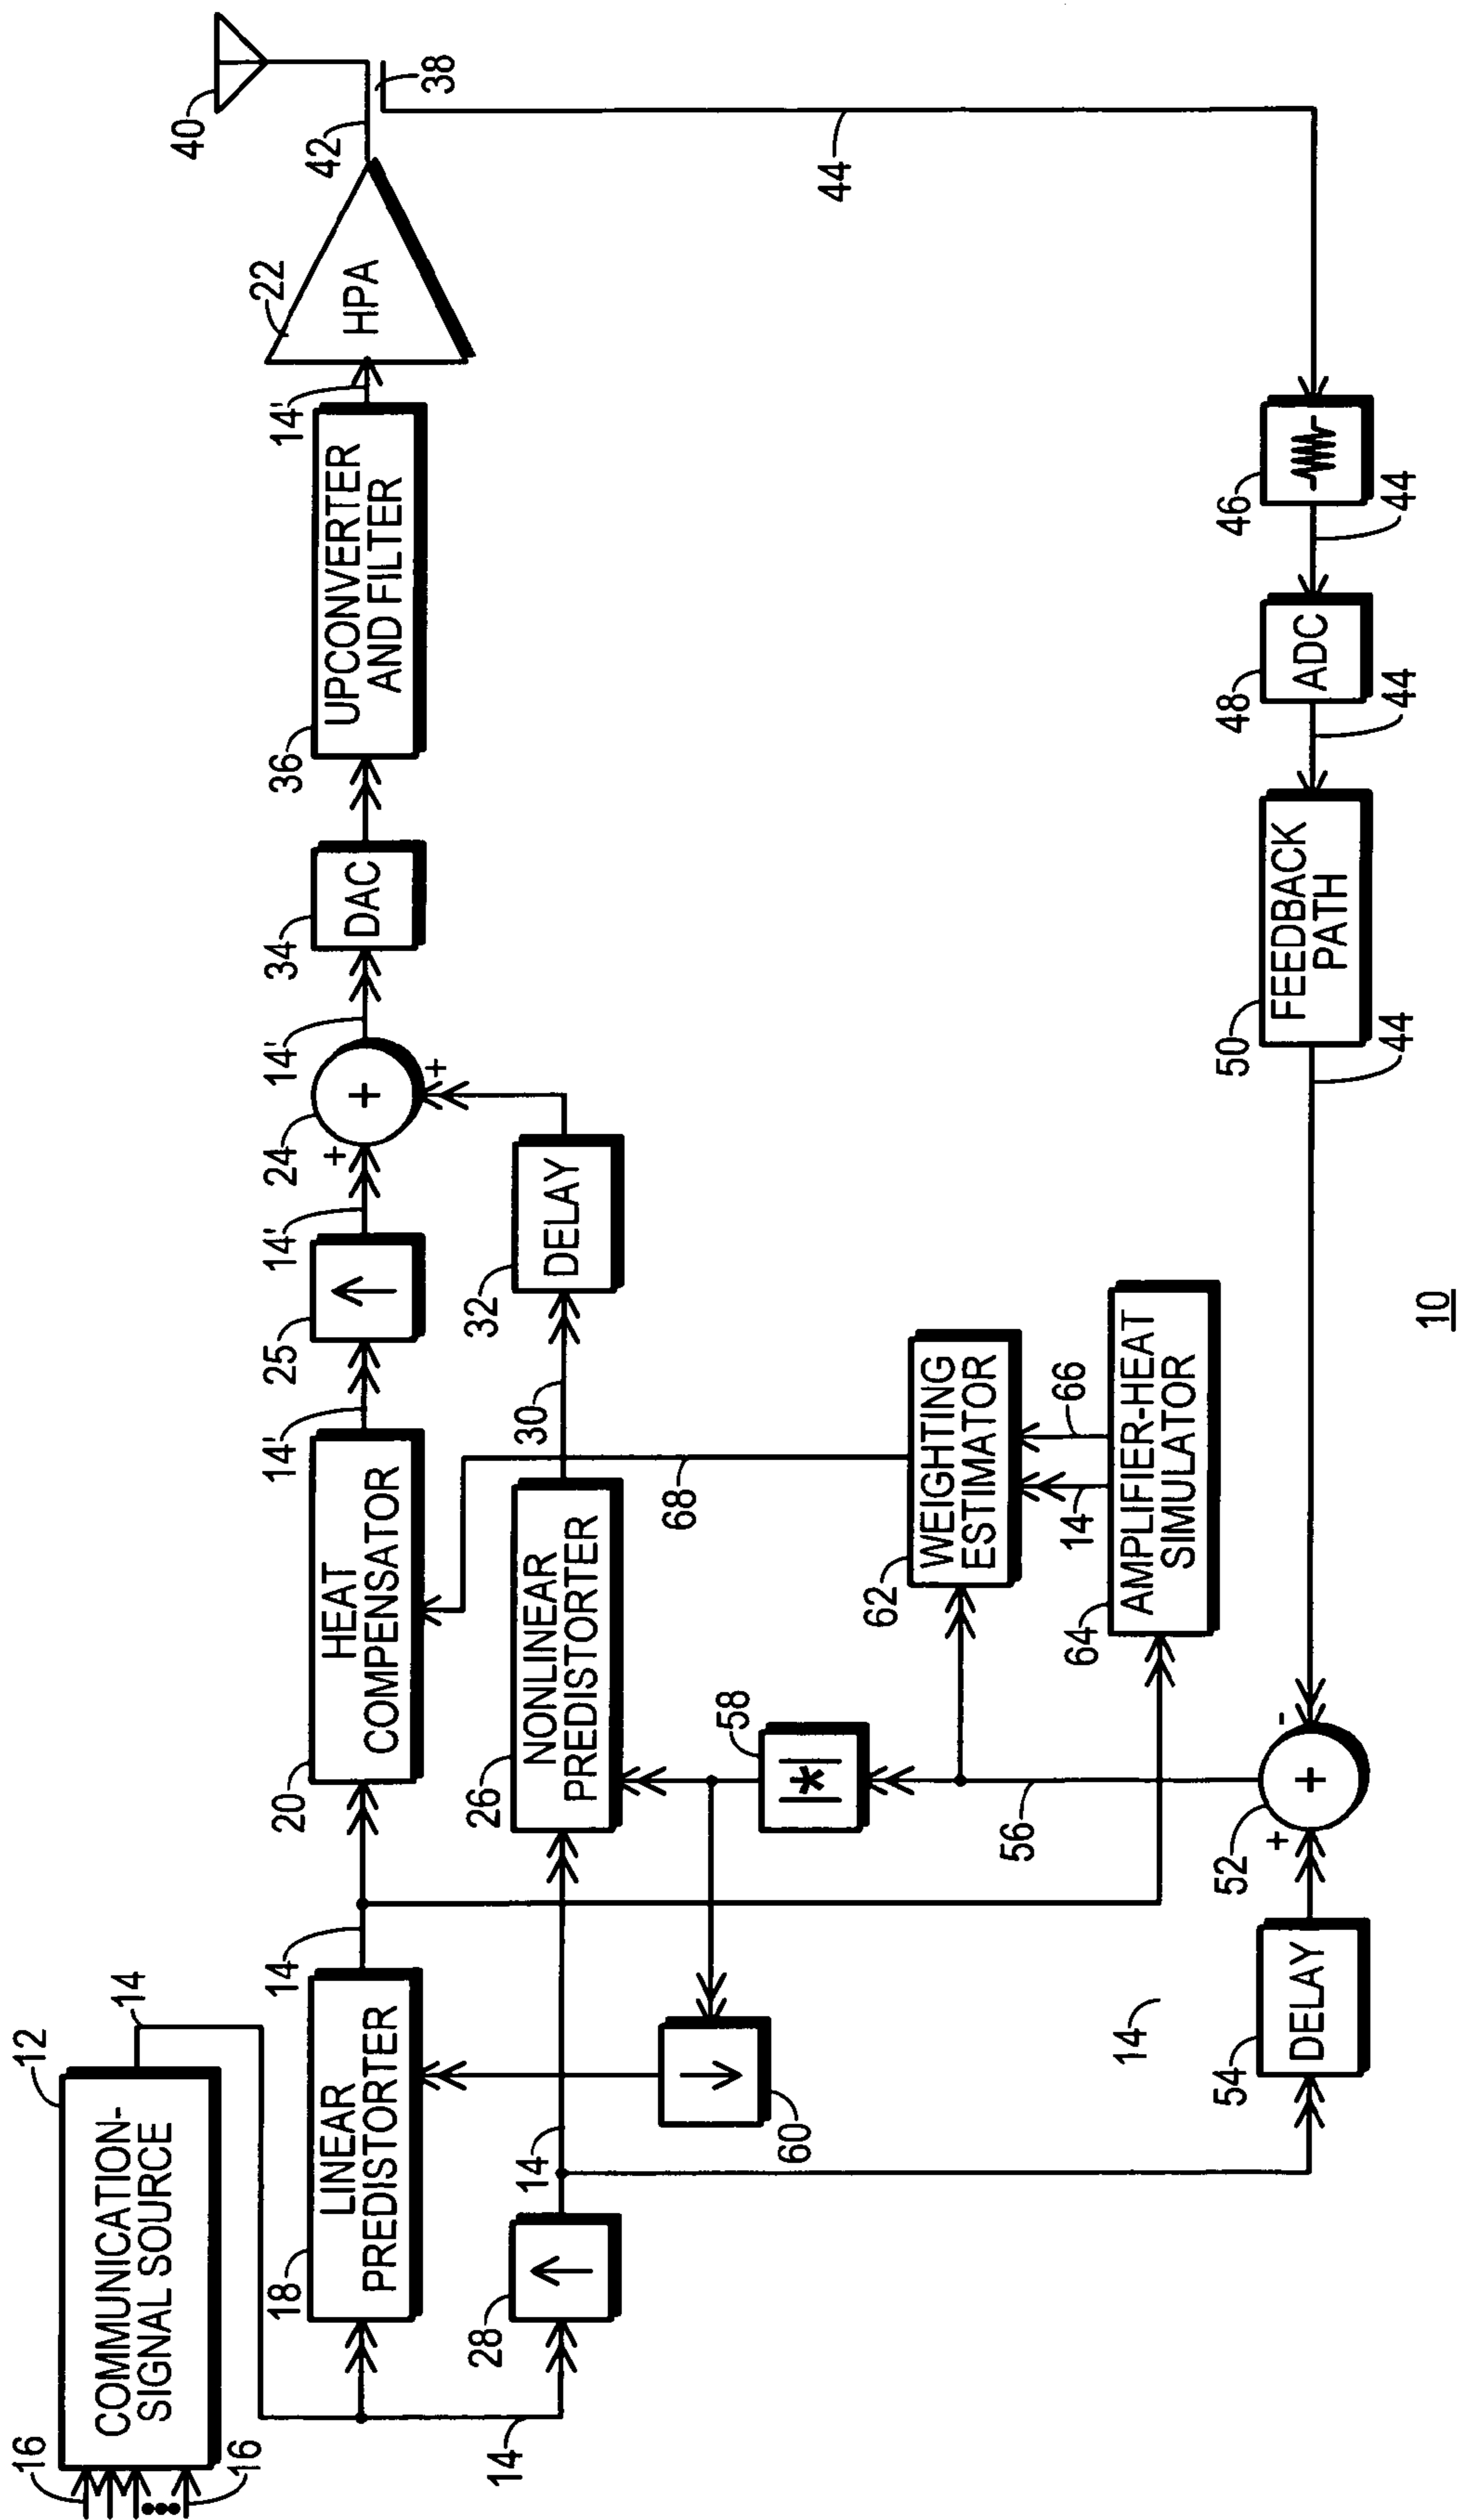 16
16
12
COMMUNICATION-
SIGNAL SOURCE
14
18
LINEAR
PREDISTORTER
14
20
HEAT
COMPENSATOR
14'
25
14'
24
+
+
+
14'
34
DAC
36
UPCONVERTER
AND FILTER
14'
22
HPA
42
40
38
44
14
28
14
26
NONLINEAR
PREDISTORTER
30
32
DELAY
60
58
|*|
68
62
WEIGHTING
ESTIMATOR
14
66
64
AMPLIFIER-HEAT
SIMULATOR
56
14
54
DELAY
52
+
+
-
44
50
FEEDBACK
PATH
44
48
ADC
44
46
10